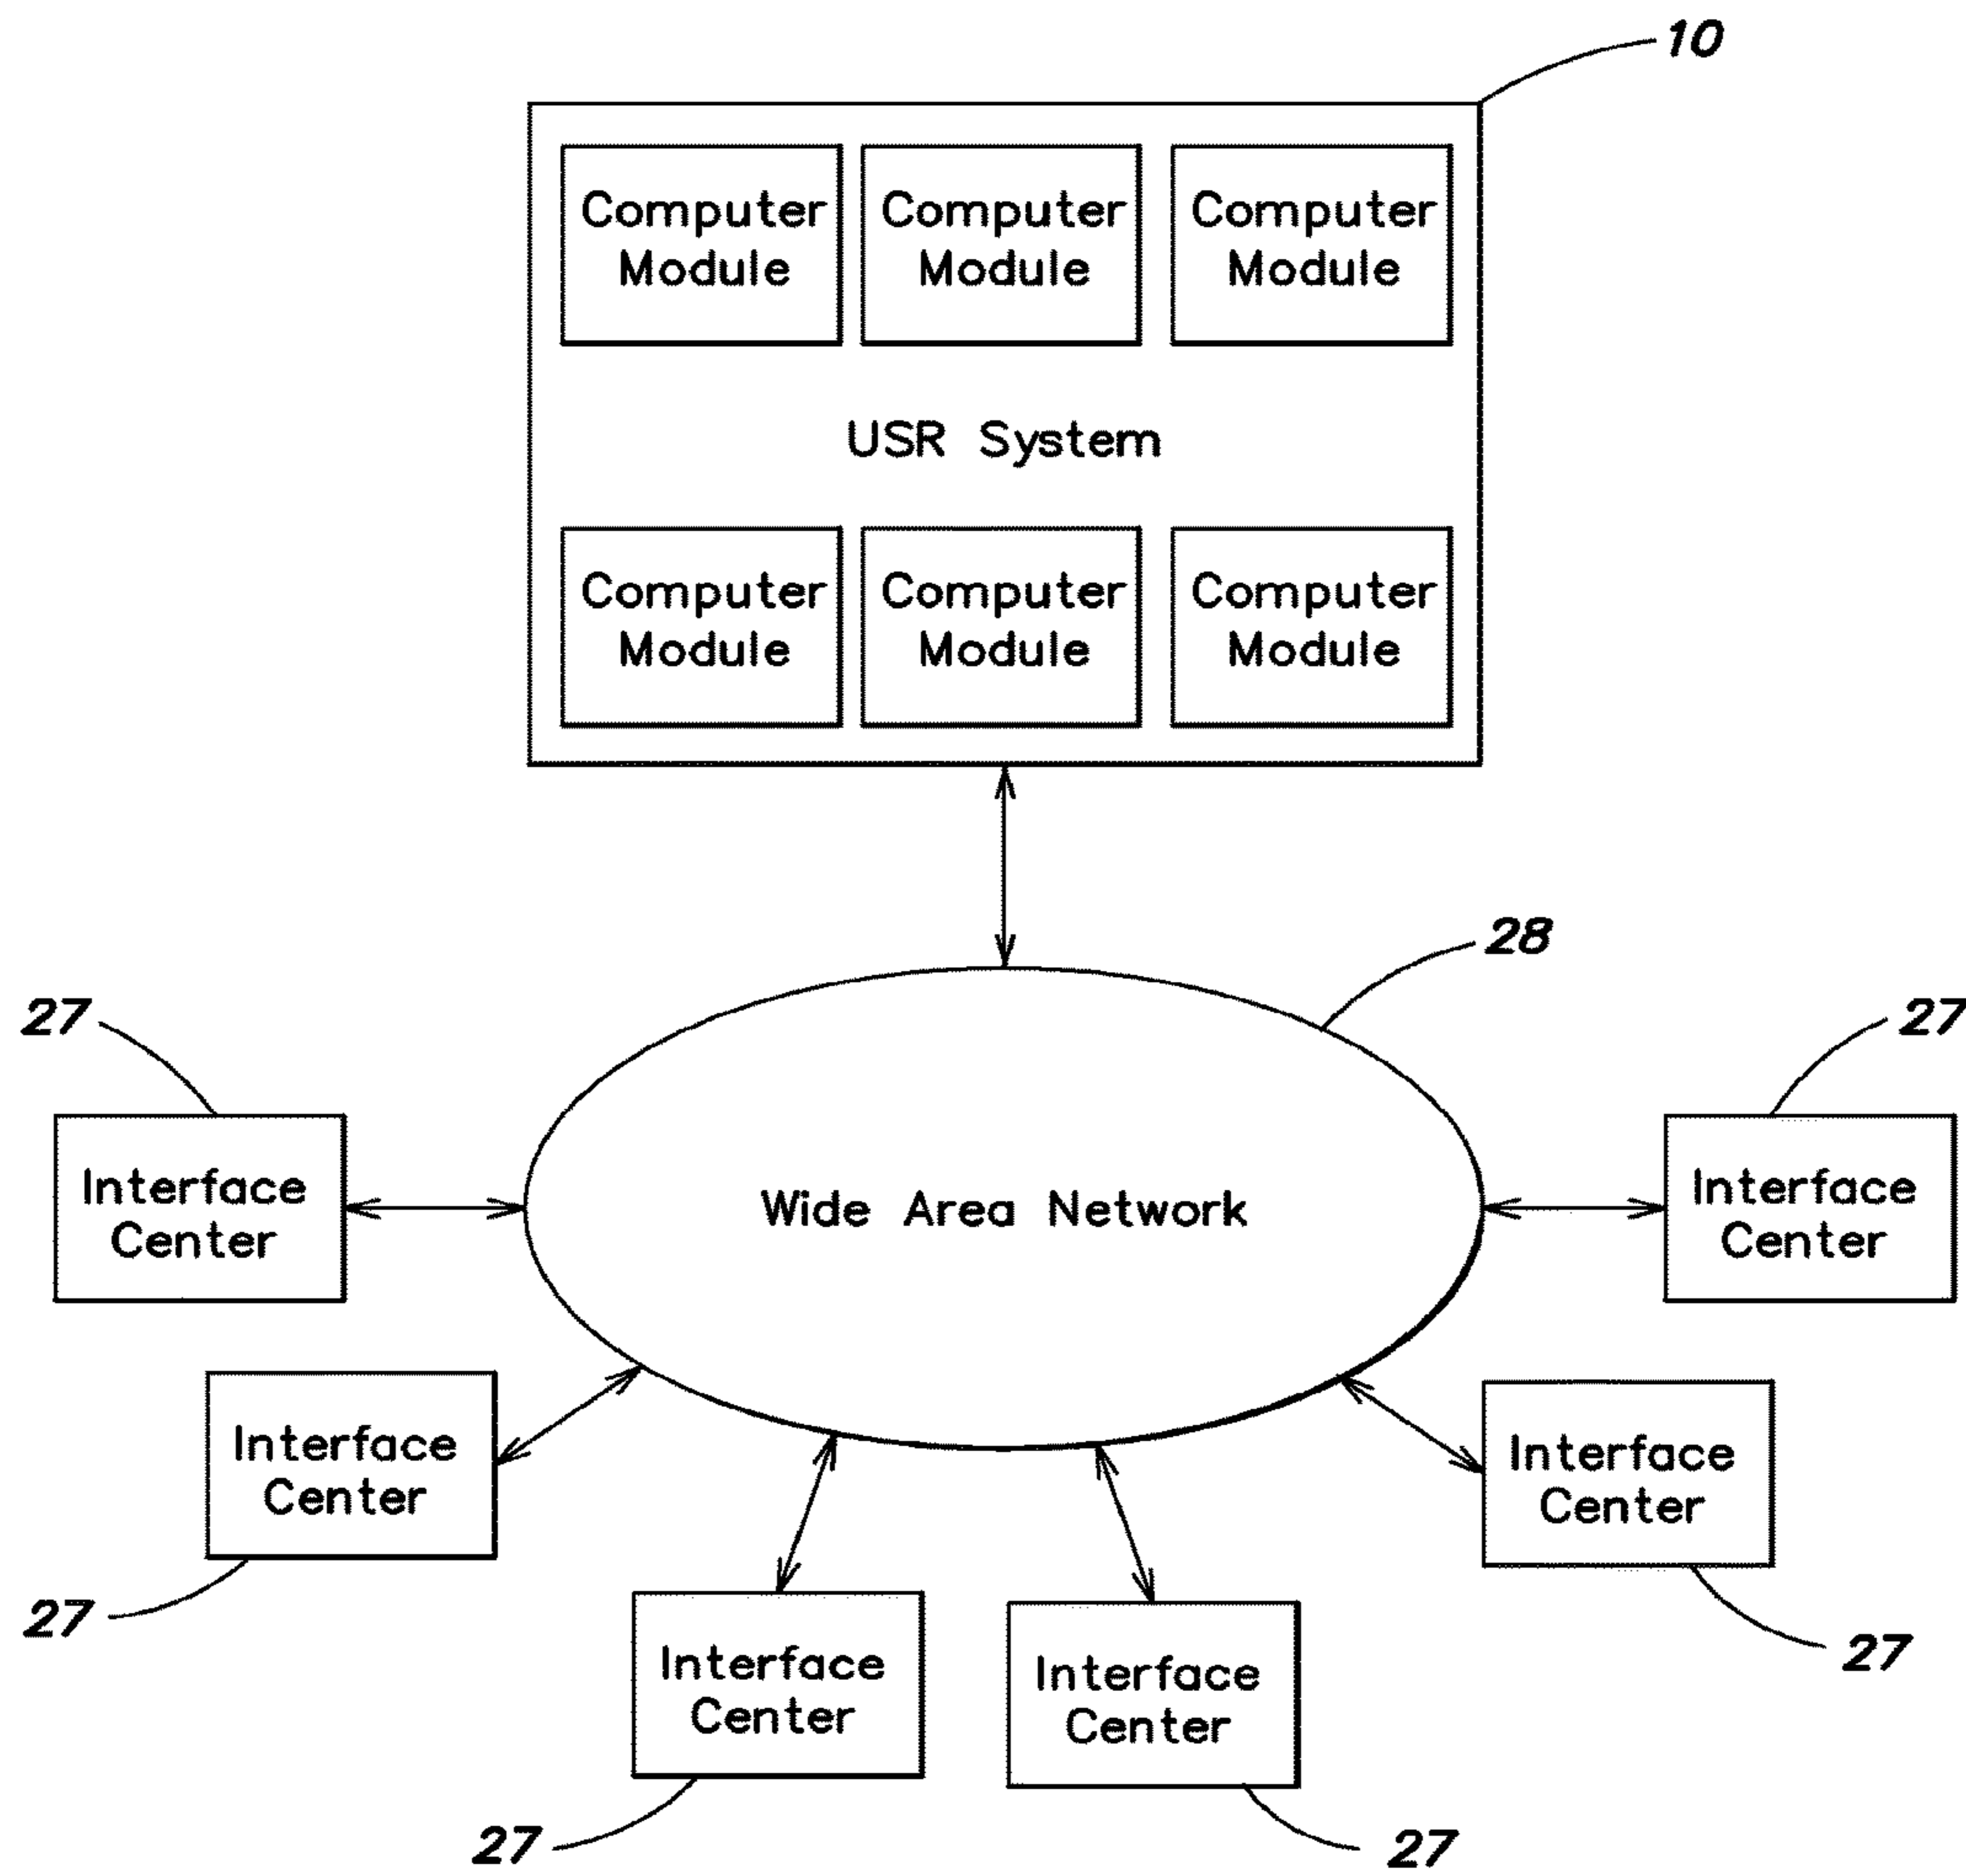 10
Computer
Module
Computer
Module
Computer
Module
USR System
Computer
Module
Computer
Module
Computer
Module
28
27
27
Interface
Center
Wide Area Network
Interface
Center
Interface
Center
Interface
Center
27
27
Interface
Center
Interface
Center
27
27